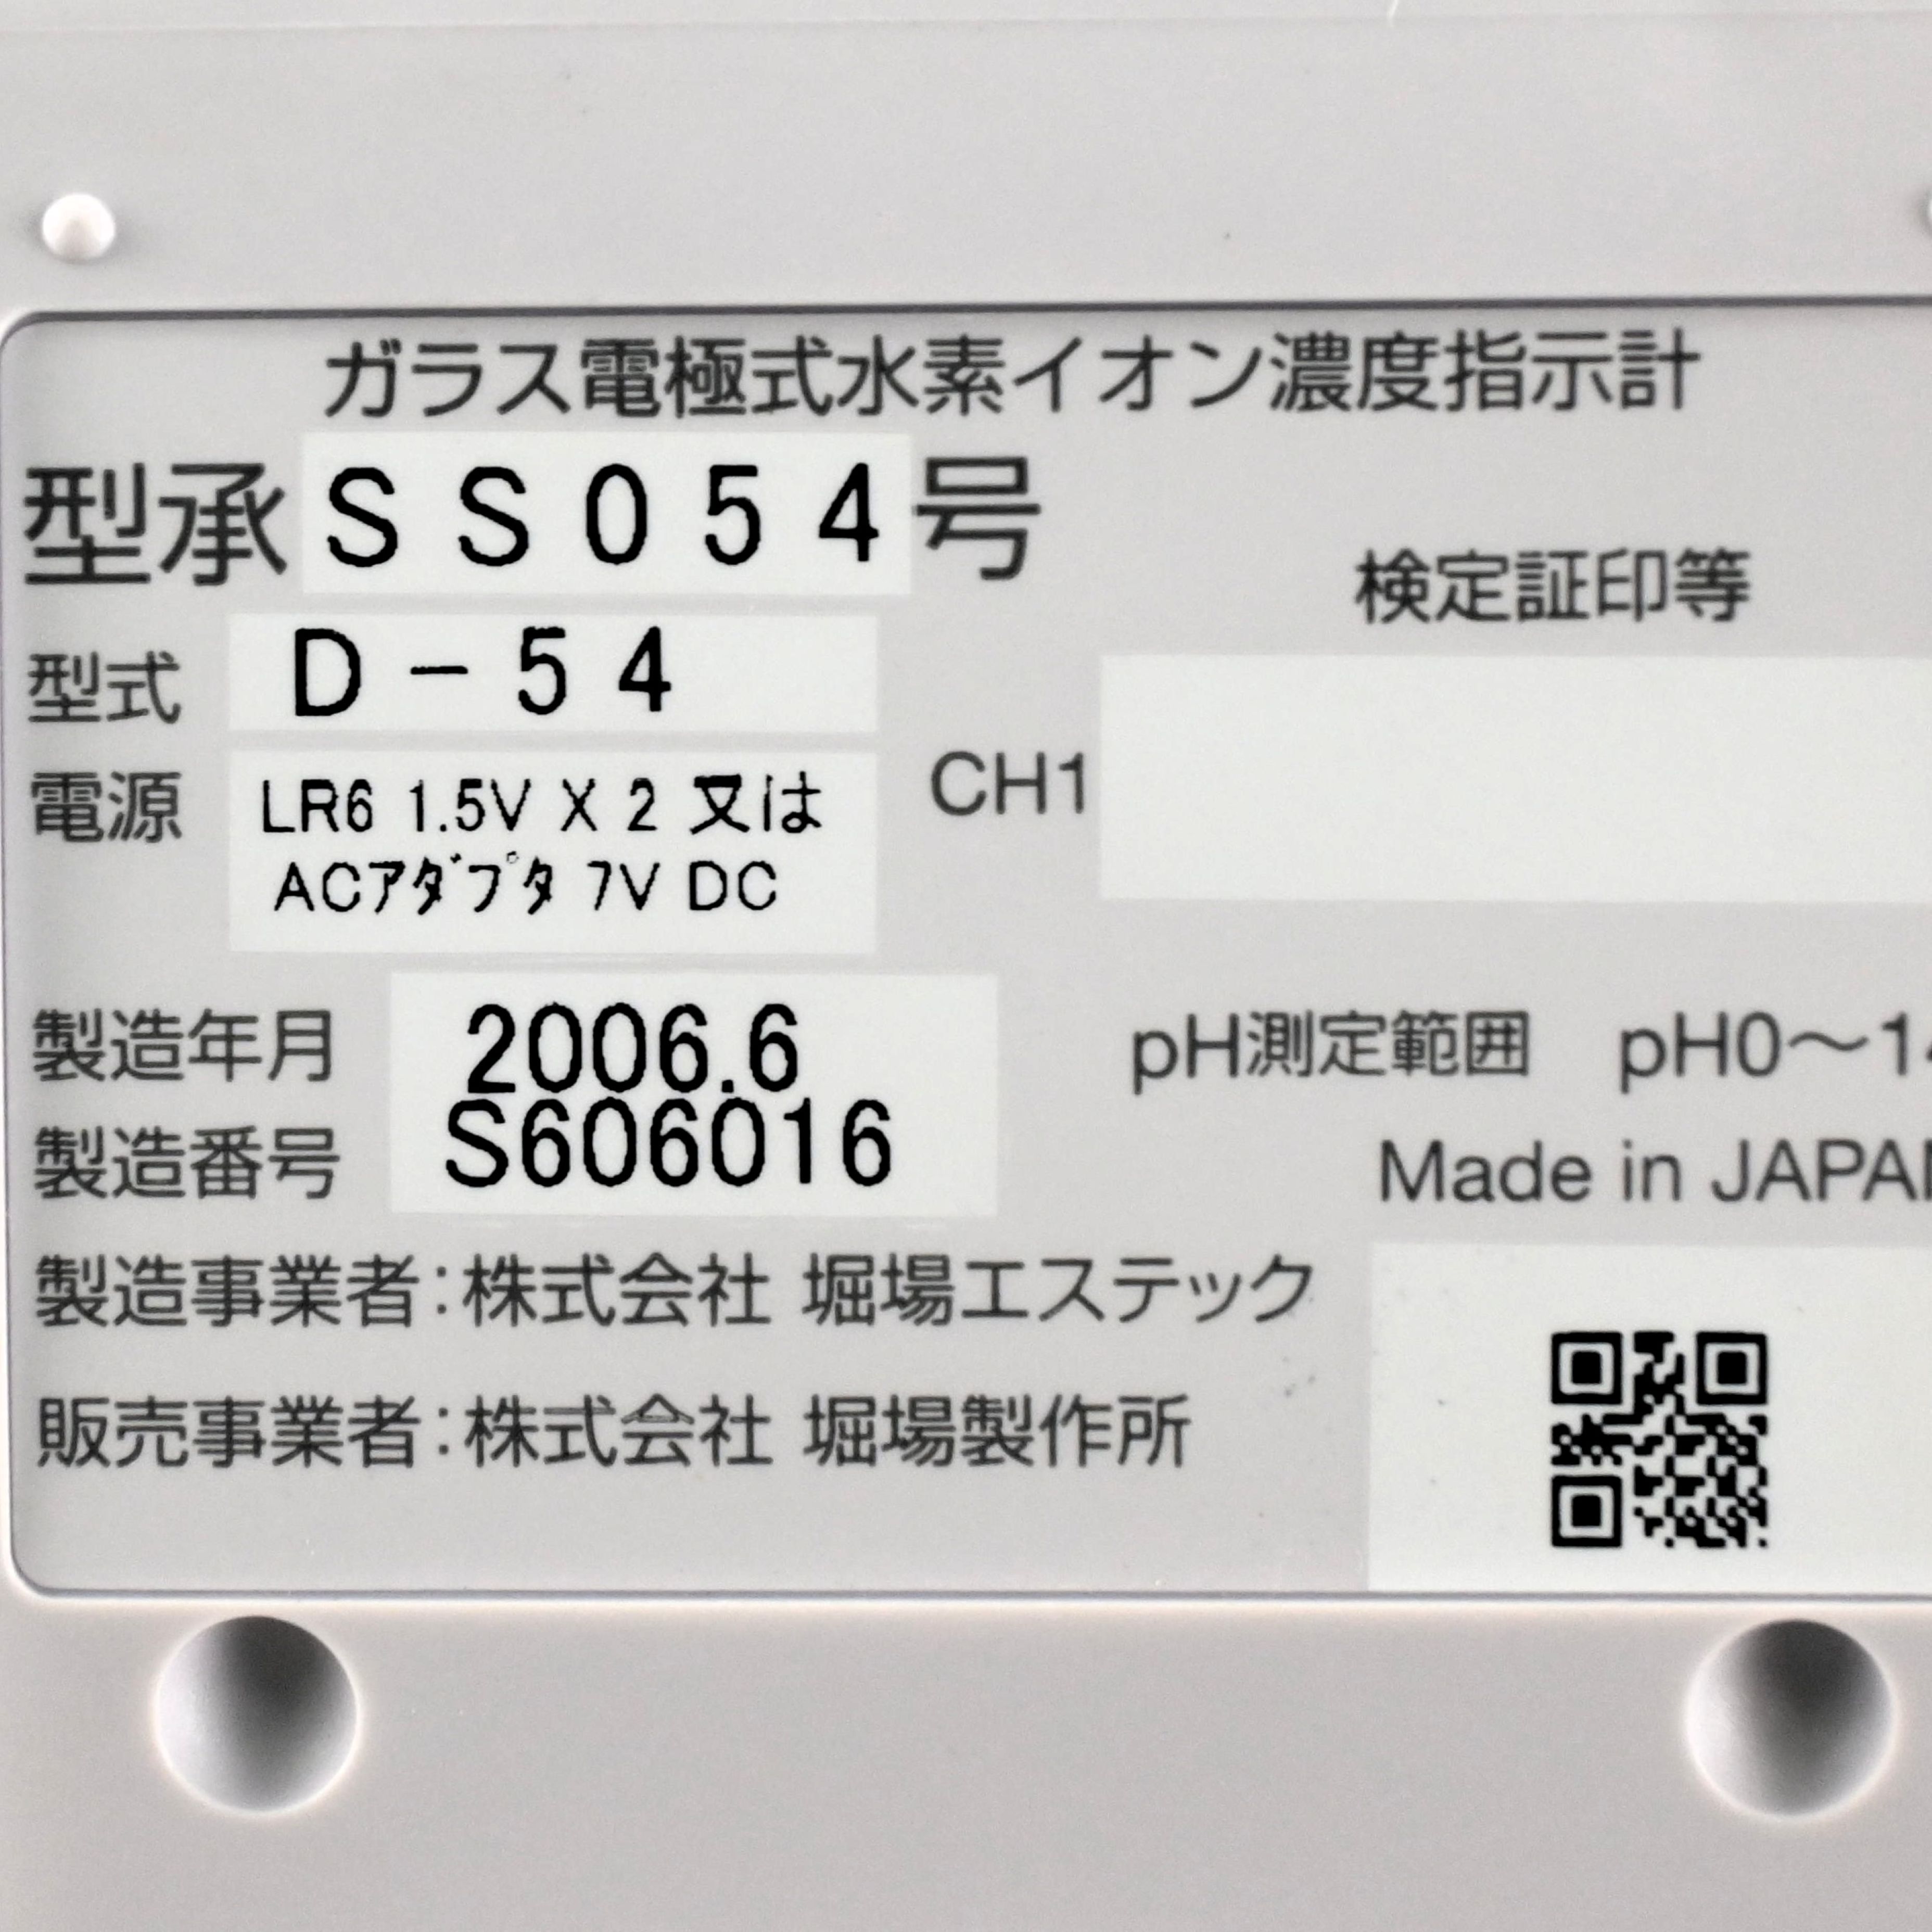 ガラス電極式水素イオン濃度指示計
型承 SS054 号
検定証印等
型式 D-54
電源 LR6 1.5V X 2 又は
ACアダプタ 7V DC
CH1
製造年月 2006.6
pH測定範囲 pH0～14
製造番号 S606016
Made in JAPAN
製造事業者:株式会社 堀場エステック
販売事業者:株式会社 堀場製作所